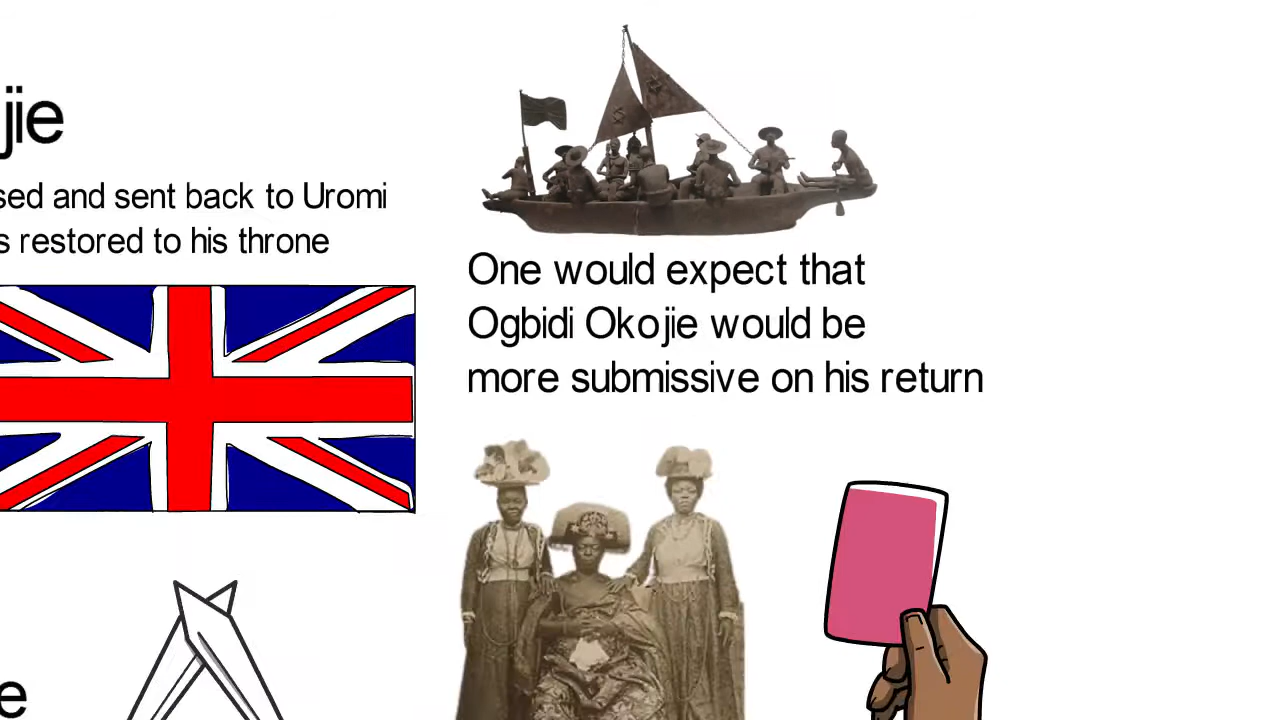 jie
sed and sent back to Uromi
s restored to his throne
One would expect that
Ogbidi Okojie would be
more submissive on his return
e